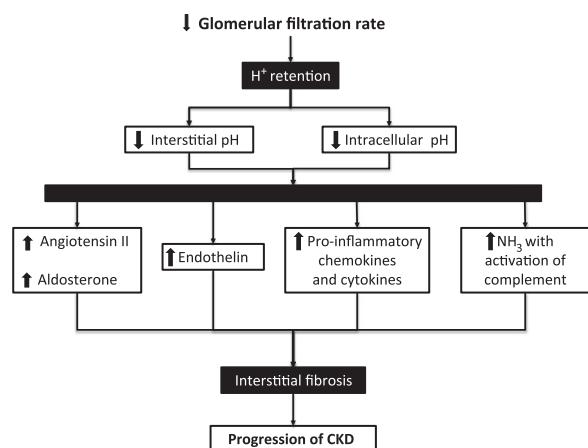 ⬇ Glomerular filtration rate
H⁺ retention
⬇ Interstitial pH
⬇ Intracellular pH
⬆ Angiotensin II
⬆ Aldosterone
⬆ Endothelin
⬆ Pro-inflammatory
chemokines
and cytokines
⬆ NH₃ with
activation of
complement
Interstitial fibrosis
Progression of CKD